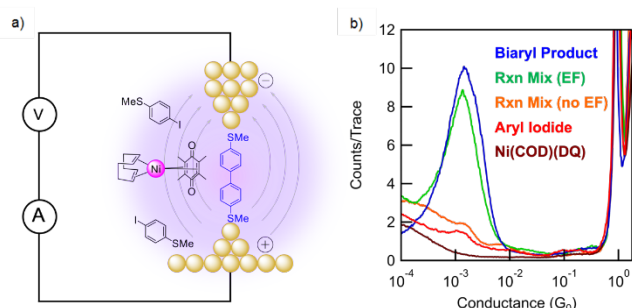 a)
V
A
MeS
I
Ni
O
O
I
SMe
SMe
SMe
−
+
b)
Counts/Trace
12
10
8
6
4
2
0
Biaryl Product
Rxn Mix (EF)
Rxn Mix (no EF)
Aryl Iodide
Ni(COD)(DQ)
10⁻⁴ 10⁻³ 10⁻² 10⁻¹ 10⁰
Conductance (G₀)